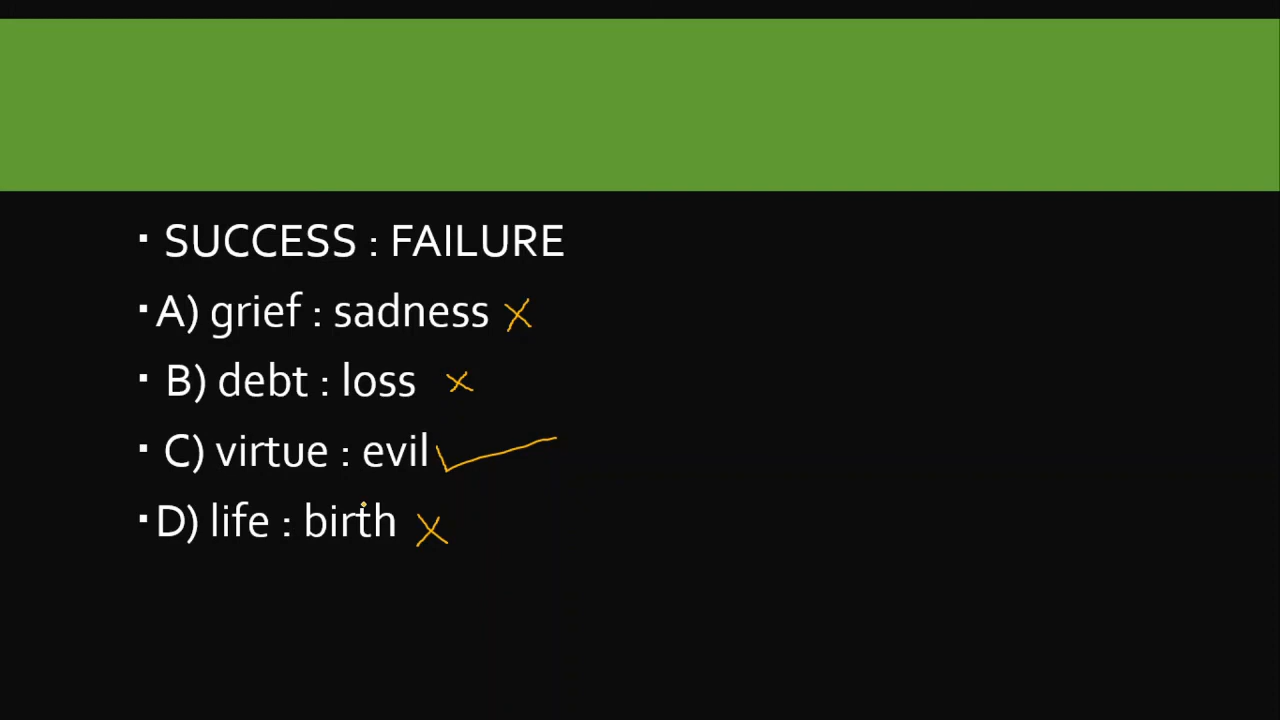 ▪ SUCCESS : FAILURE
▪ A) grief : sadness ×
▪ B) debt : loss ×
▪ C) virtue : evil ✓
▪ D) life : birth ×